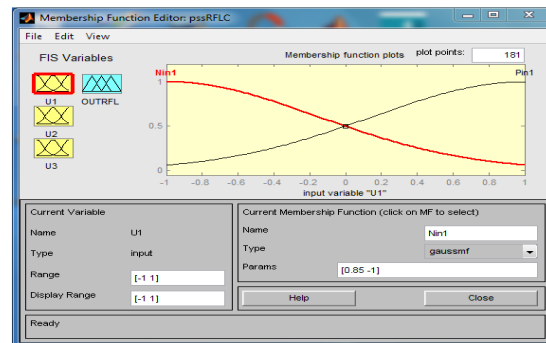 Membership Function Editor: pssRFLC
File Edit View
FIS Variables
U1
OUTRFL
U2
U3
Membership function plots
plot points:
181
Nin1
Pin1
1
0.5
0
-1 -0.8 -0.6 -0.4 -0.2 0 0.2 0.4 0.6 0.8 1
input variable "U1"
Current Variable
Name U1
Type input
Range [-1 1]
Display Range [-1 1]
Current Membership Function (click on MF to select)
Name Nin1
Type gaussmf
Params [0.85 -1]
Help Close
Ready